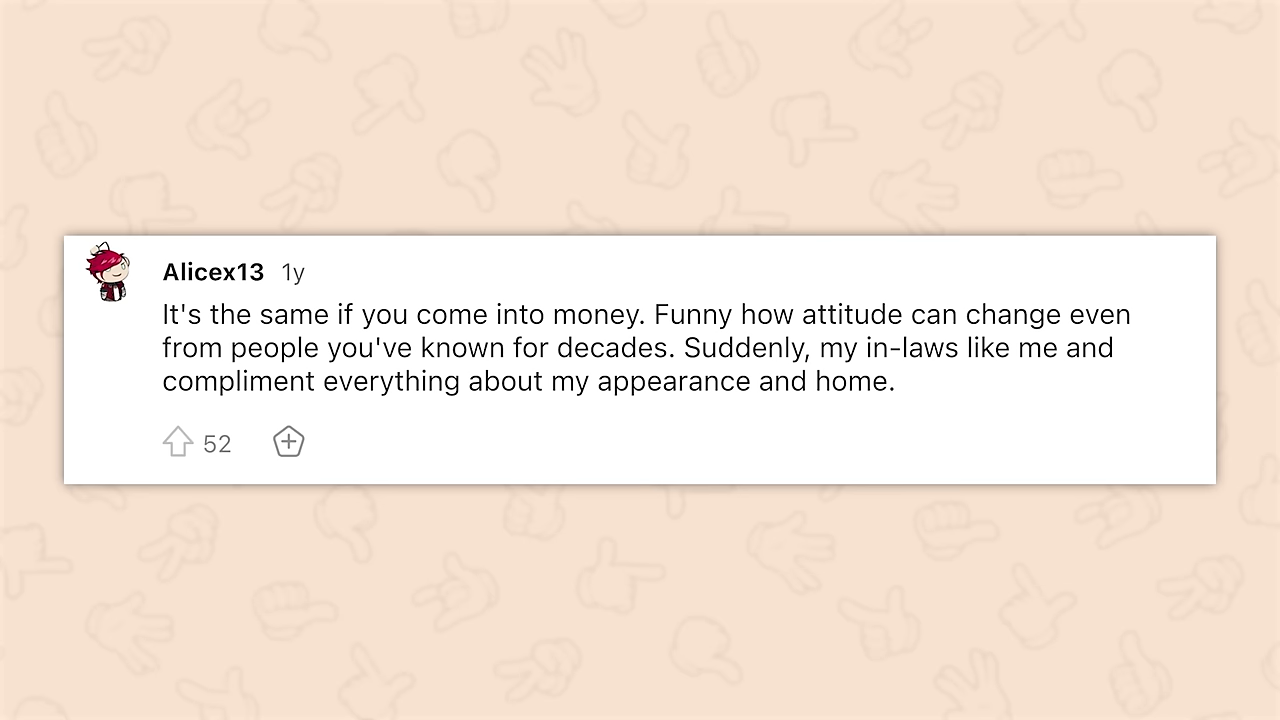 Alicex13 1y
It's the same if you come into money. Funny how attitude can change even
from people you've known for decades. Suddenly, my in-laws like me and
compliment everything about my appearance and home.
52